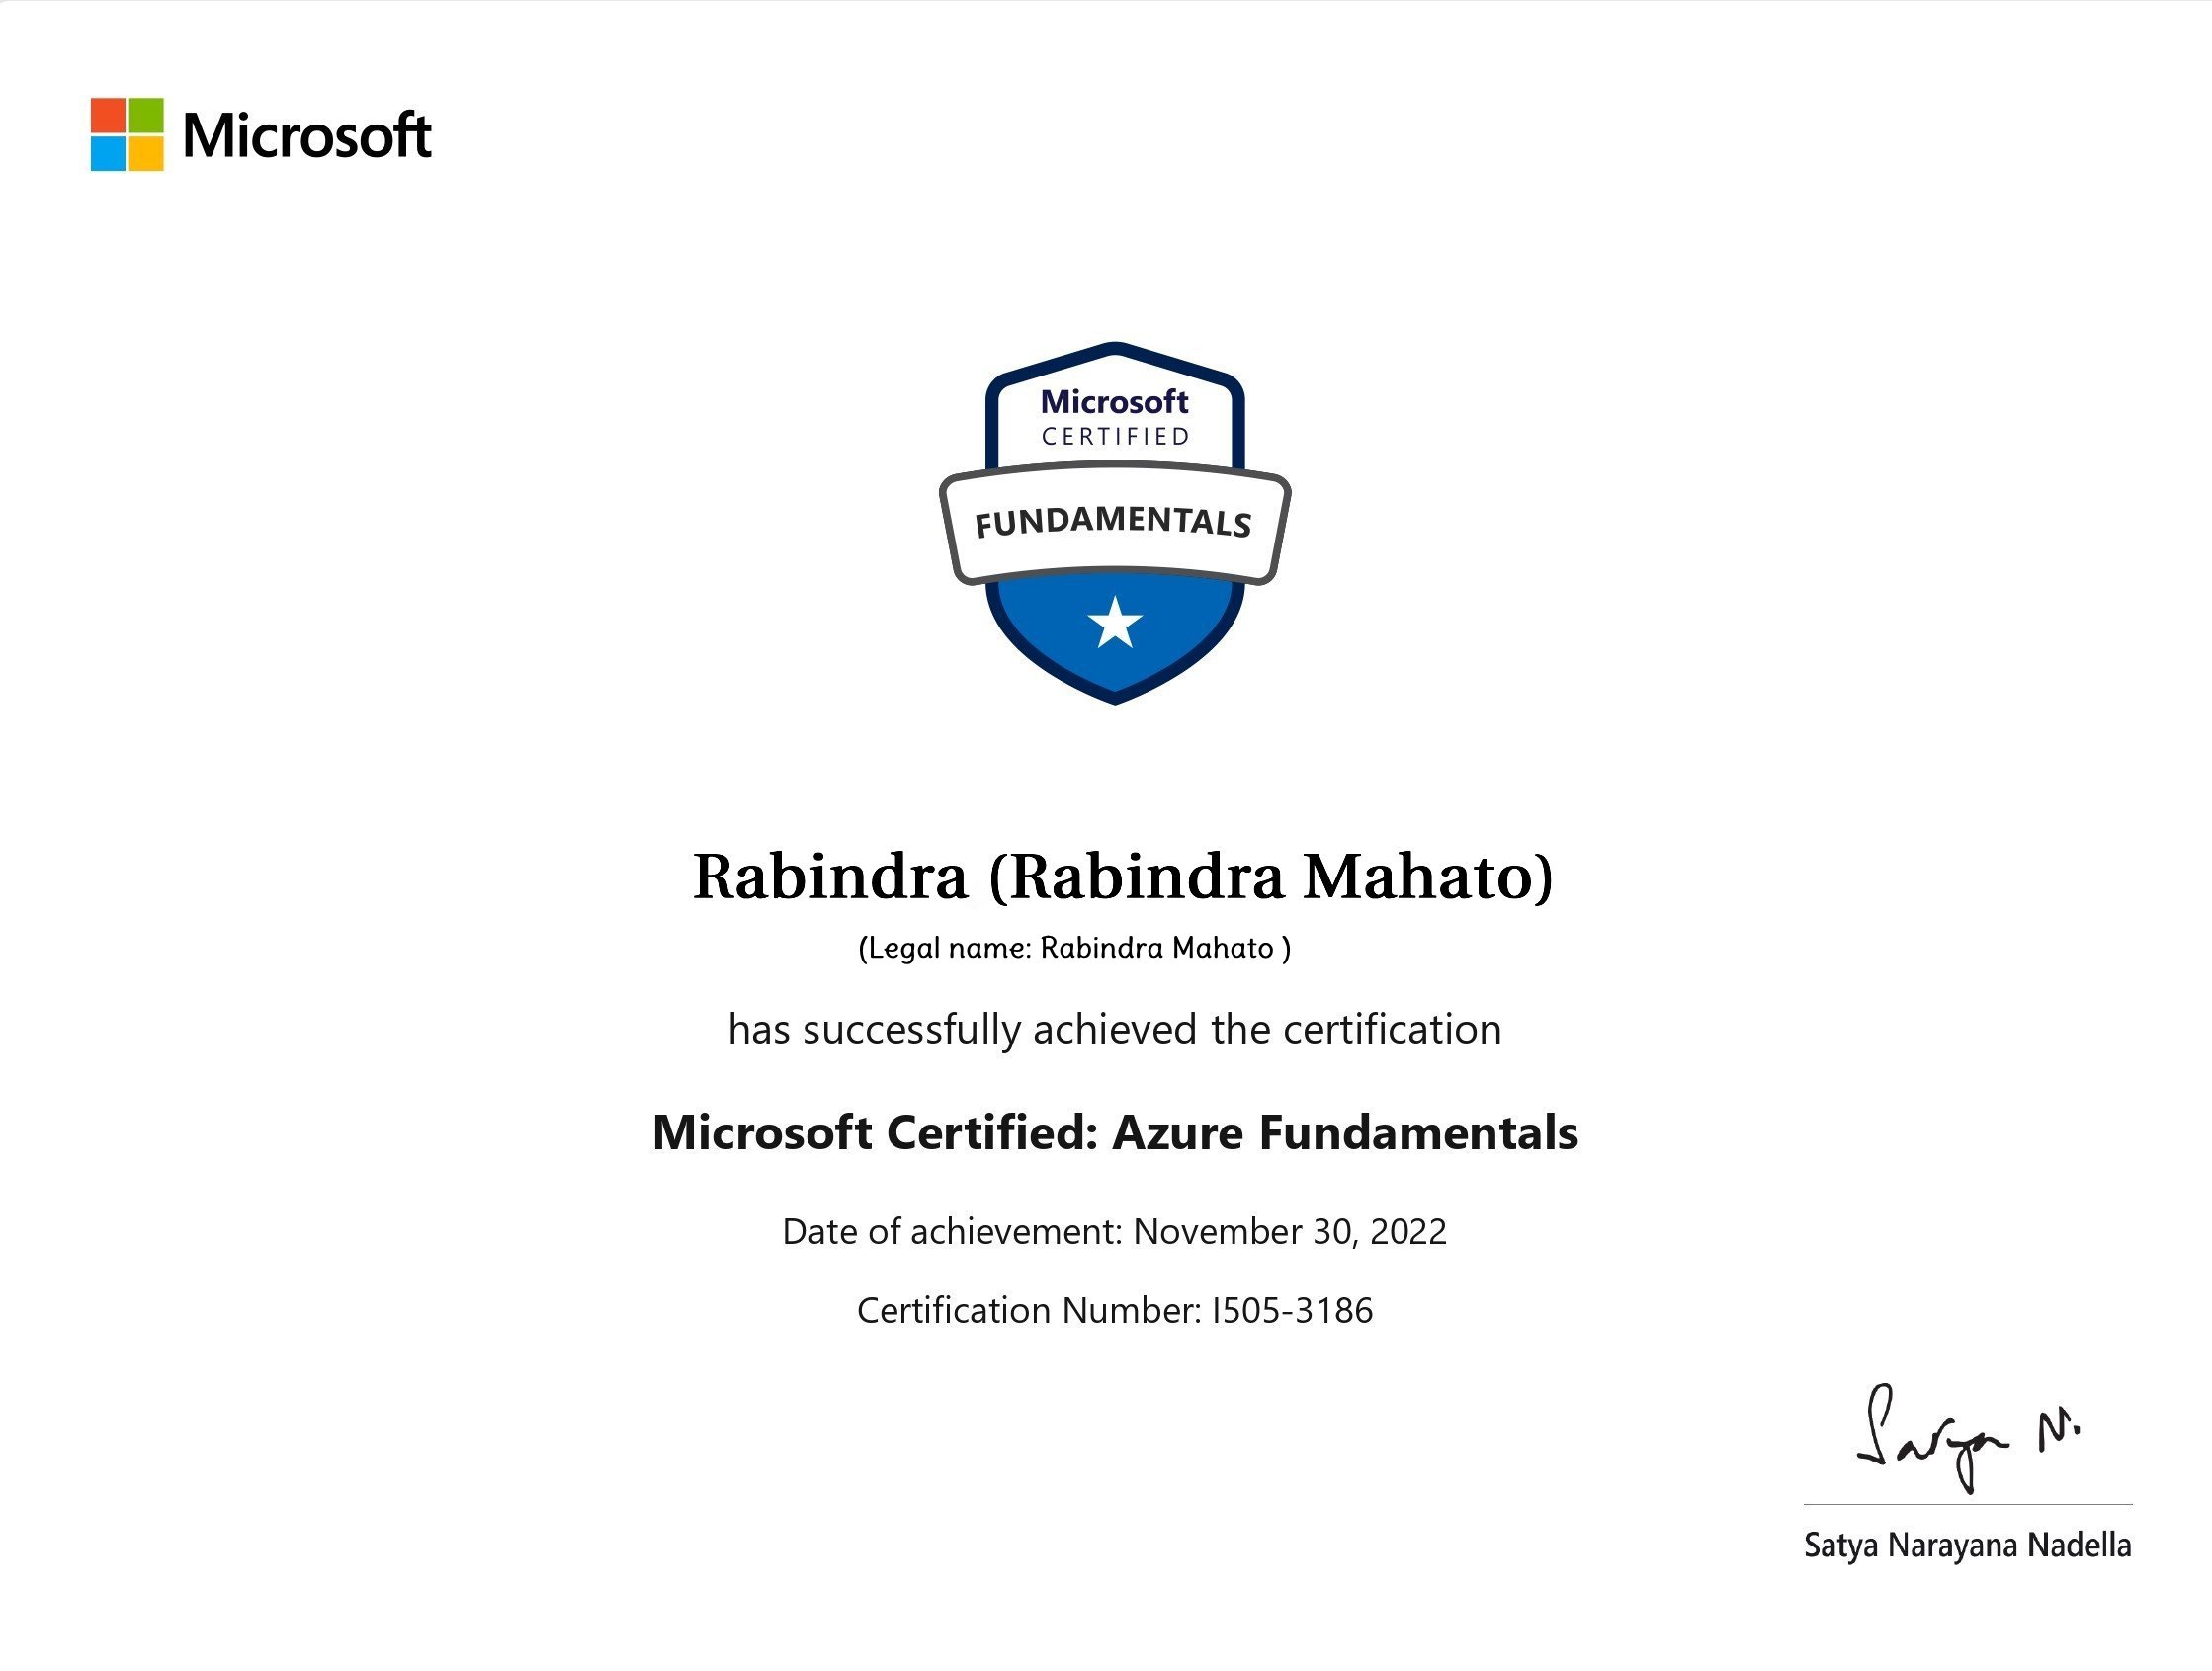 Microsoft
Microsoft
CERTIFIED
FUNDAMENTALS
Rabindra (Rabindra Mahato)
(Legal name: Rabindra Mahato )
has successfully achieved the certification
Microsoft Certified: Azure Fundamentals
Date of achievement: November 30, 2022
Certification Number: I505-3186
Satya N.
Satya Narayana Nadella